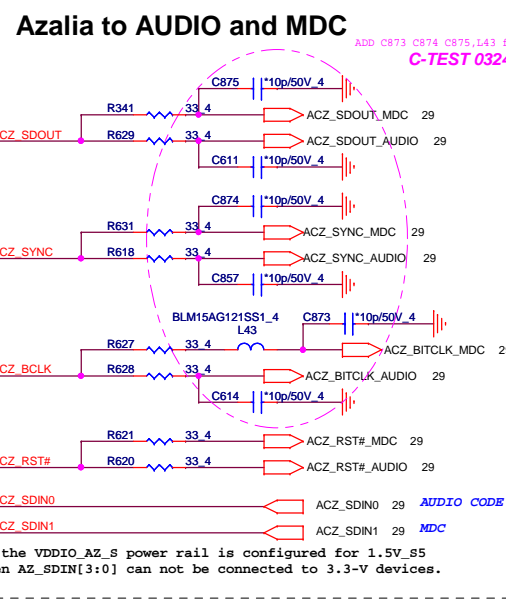 Azalia to AUDIO and MDC
ADD C873 C874 C875,L43 f
C-TEST 0324
C875 *10p/50V_4
R341 33_4 ACZ_SDOUT_MDC 29
CZ_SDOUT R629 33_4 ACZ_SDOUT_AUDIO 29
C611 *10p/50V_4
C874 *10p/50V_4
R631 33_4 ACZ_SYNC_MDC 29
CZ_SYNC R618 33_4 ACZ_SYNC_AUDIO 29
C857 *10p/50V_4
BLM15AG121SS1_4 C873 *10p/50V_4
L43
R627 33_4 ACZ_BITCLK_MDC 29
CZ_BCLK R628 33_4 ACZ_BITCLK_AUDIO 29
C614 *10p/50V_4
R621 33_4 ACZ_RST#_MDC 29
CZ_RST# R620 33_4 ACZ_RST#_AUDIO 29
CZ_SDIN0 ACZ_SDIN0 29 AUDIO CODE
CZ_SDIN1 ACZ_SDIN1 29 MDC
the VDDIO_AZ_S power rail is configured for 1.5V_S5
n AZ_SDIN[3:0] can not be connected to 3.3-V devices.